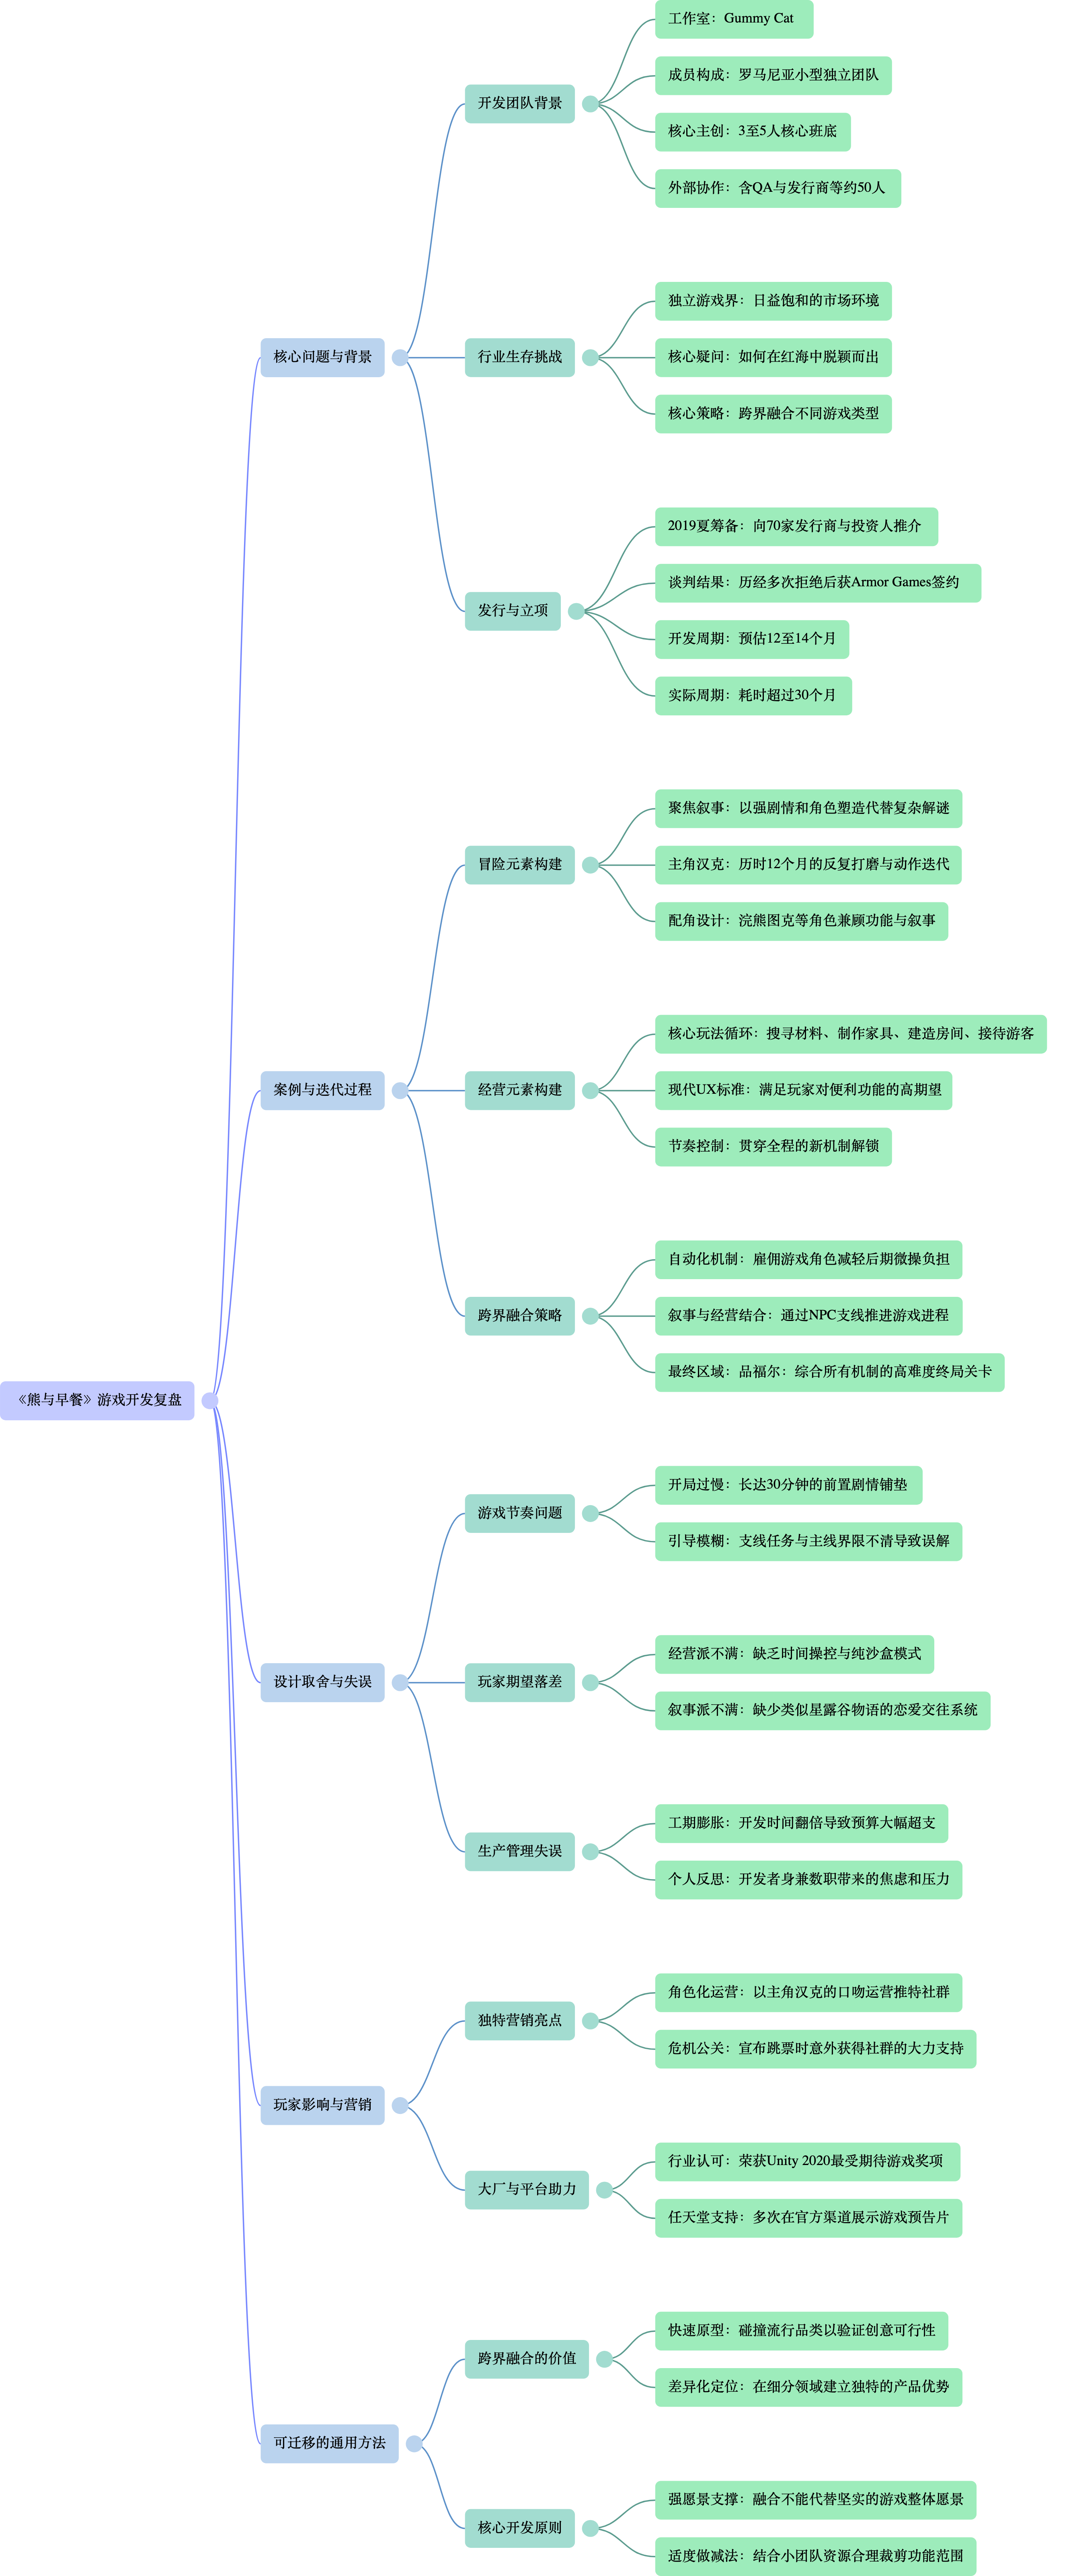 《熊与早餐》游戏开发复盘
核心问题与背景
开发团队背景
工作室：Gummy Cat
成员构成：罗马尼亚小型独立团队
核心主创：3至5人核心班底
外部协作：含QA与发行商等约50人
行业生存挑战
独立游戏界：日益饱和的市场环境
核心疑问：如何在红海中脱颖而出
核心策略：跨界融合不同游戏类型
发行与立项
2019夏筹备：向70家发行商与投资人推介
谈判结果：历经多次拒绝后获Armor Games签约
开发周期：预估12至14个月
实际周期：耗时超过30个月
案例与迭代过程
冒险元素构建
聚焦叙事：以强剧情和角色塑造代替复杂解谜
主角汉克：历时12个月的反复打磨与动作迭代
配角设计：浣熊图克等角色兼顾功能与叙事
经营元素构建
核心玩法循环：搜寻材料、制作家具、建造房间、接待游客
现代UX标准：满足玩家对便利功能的高期望
节奏控制：贯穿全程的新机制解锁
跨界融合策略
自动化机制：雇佣游戏角色减轻后期微操负担
叙事与经营结合：通过NPC支线推进游戏进程
最终区域：品福尔：综合所有机制的高难度终局关卡
设计取舍与失误
游戏节奏问题
开局过慢：长达30分钟的前置剧情铺垫
引导模糊：支线任务与主线界限不清导致误解
玩家期望落差
经营派不满：缺乏时间操控与纯沙盒模式
叙事派不满：缺少类似星露谷物语的恋爱交往系统
生产管理失误
工期膨胀：开发时间翻倍导致预算大幅超支
个人反思：开发者身兼数职带来的焦虑和压力
玩家影响与营销
独特营销亮点
角色化运营：以主角汉克的口吻运营推特社群
危机公关：宣布跳票时意外获得社群的大力支持
大厂与平台助力
行业认可：荣获Unity 2020最受期待游戏奖项
任天堂支持：多次在官方渠道展示游戏预告片
可迁移的通用方法
跨界融合的价值
快速原型：碰撞流行品类以验证创意可行性
差异化定位：在细分领域建立独特的产品优势
核心开发原则
强愿景支撑：融合不能代替坚实的游戏整体愿景
适度做减法：结合小团队资源合理裁剪功能范围